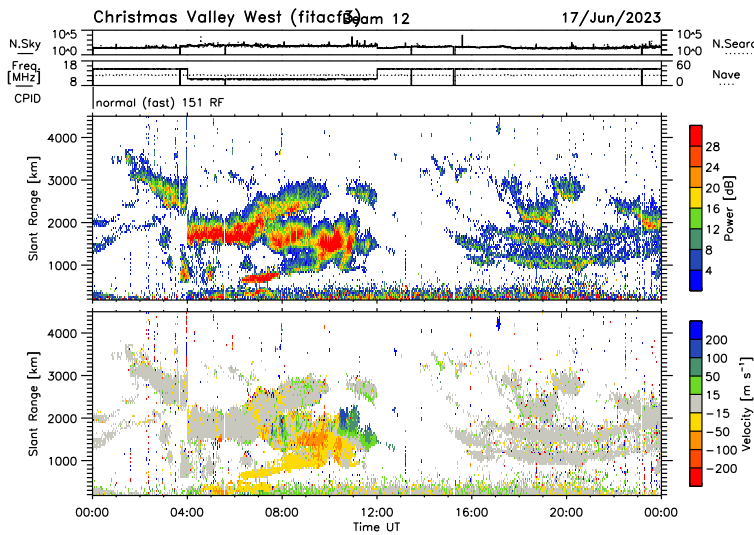 Christmas Valley West (fitacf3) Beam 12 17/Jun/2023
N.Sky 10^5 10^0 10^5 10^0 N.Sear
Freq. [MHz] 18 8 60 0 Nave
CPID normal (fast) 151 RF
Slant Range [km] 4000 3000 2000 1000
Power [dB] 28 24 20 16 12 8 4
Slant Range [km] 4000 3000 2000 1000
Velocity [m s⁻¹] 200 100 50 15 −15 −50 −100 −200
00:00 04:00 08:00 12:00 16:00 20:00 00:00
Time UT